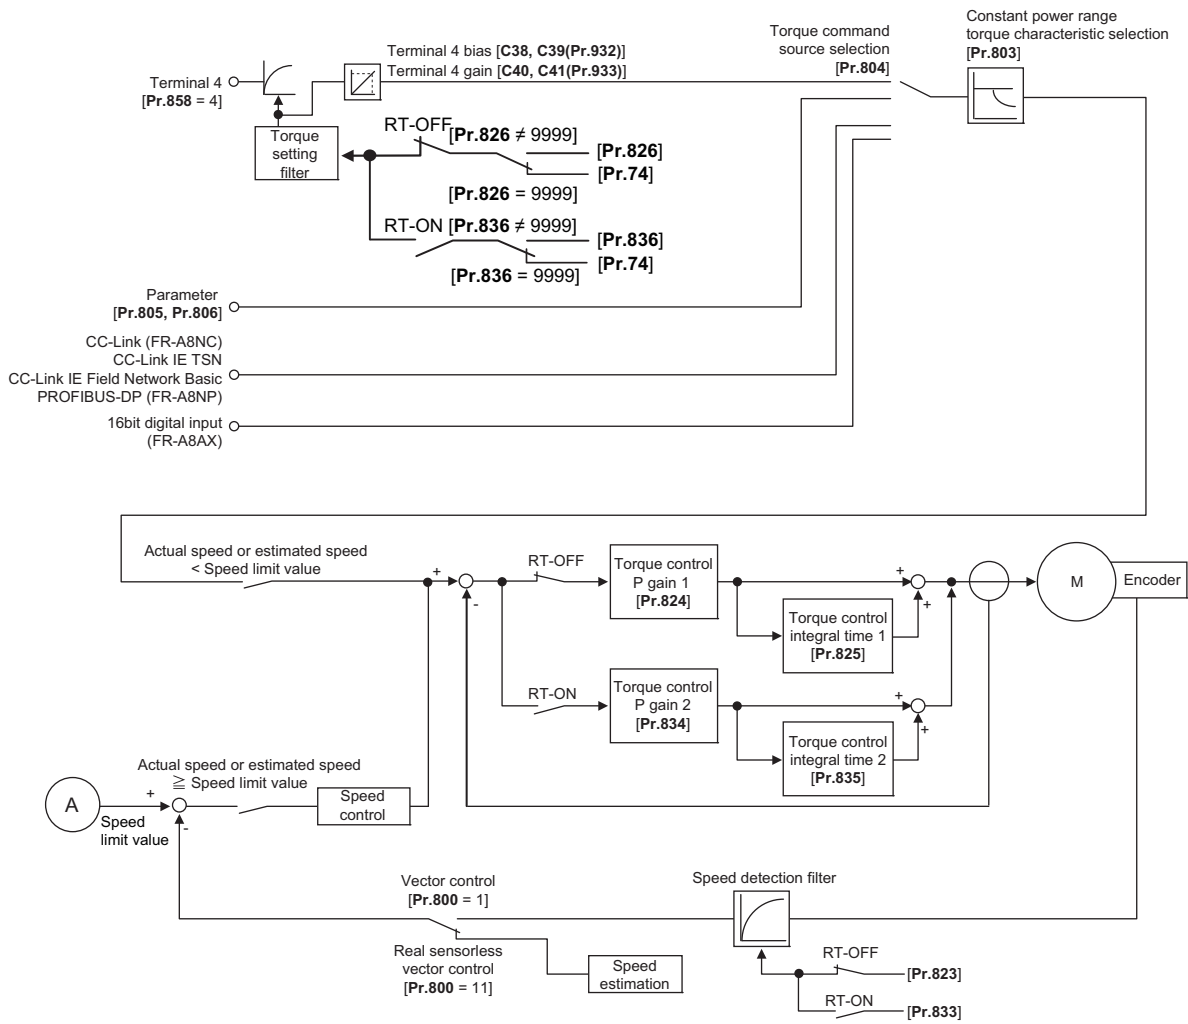 Constant power range
torque characteristic selection
[Pr.803]
Torque command
source selection
[Pr.804]
Terminal 4 bias [C38, C39(Pr.932)]
Terminal 4 gain [C40, C41(Pr.933)]
Terminal 4
[Pr.858 = 4]
Torque
setting
filter
RT-OFF
[Pr.826 ≠ 9999]
[Pr.826]
[Pr.74]
[Pr.826 = 9999]
RT-ON
[Pr.836 ≠ 9999]
[Pr.836]
[Pr.74]
[Pr.836 = 9999]
Parameter
[Pr.805, Pr.806]
CC-Link (FR-A8NC)
CC-Link IE TSN
CC-Link IE Field Network Basic
PROFIBUS-DP (FR-A8NP)
16bit digital input
(FR-A8AX)
Actual speed or estimated speed
< Speed limit value
+
-
RT-OFF
Torque control
P gain 1
[Pr.824]
+
+
Torque control
integral time 1
[Pr.825]
M
Encoder
RT-ON
Torque control
P gain 2
[Pr.834]
+
+
Torque control
integral time 2
[Pr.835]
Actual speed or estimated speed
≧ Speed limit value
A
+
-
Speed
limit value
Speed
control
Vector control
[Pr.800 = 1]
Real sensorless
vector control
[Pr.800 = 11]
Speed
estimation
Speed detection filter
RT-OFF
[Pr.823]
RT-ON
[Pr.833]